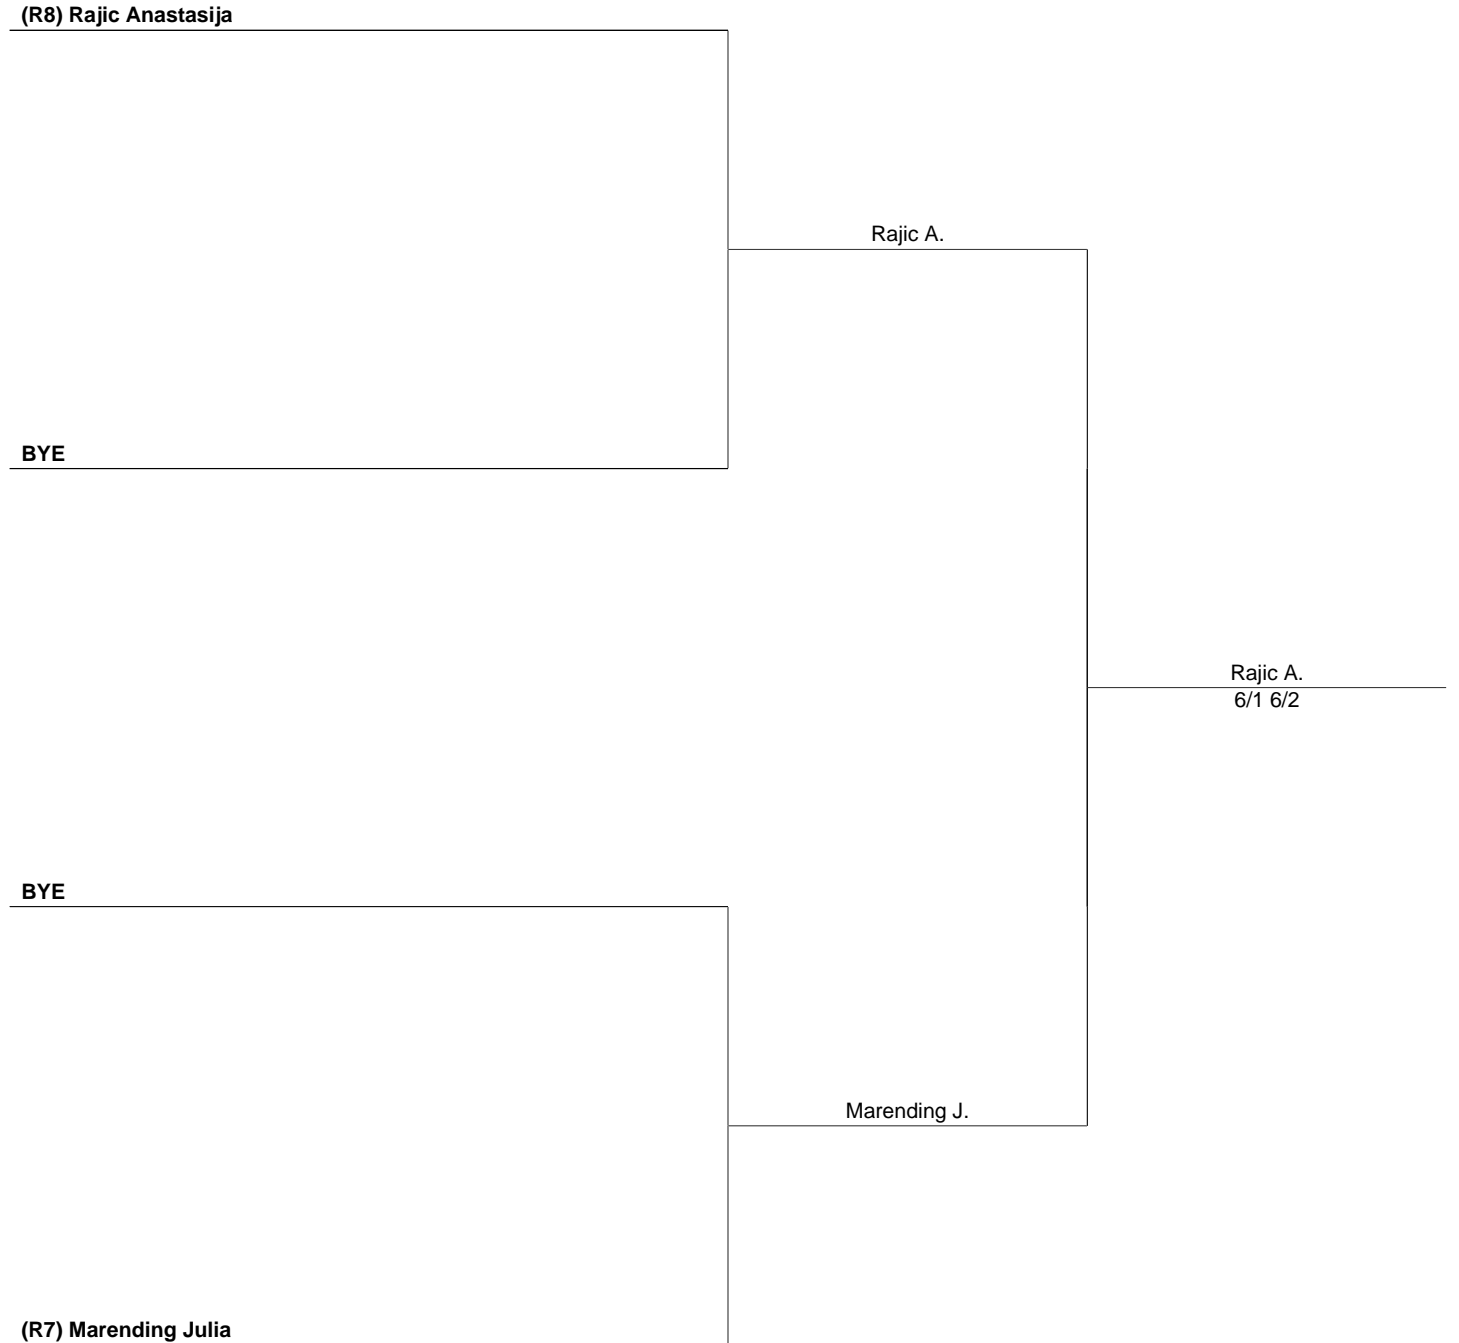 (R8) Rajic Anastasija
Rajic A.
BYE
Rajic A.
6/1 6/2
BYE
Marending J.
(R7) Marending Julia